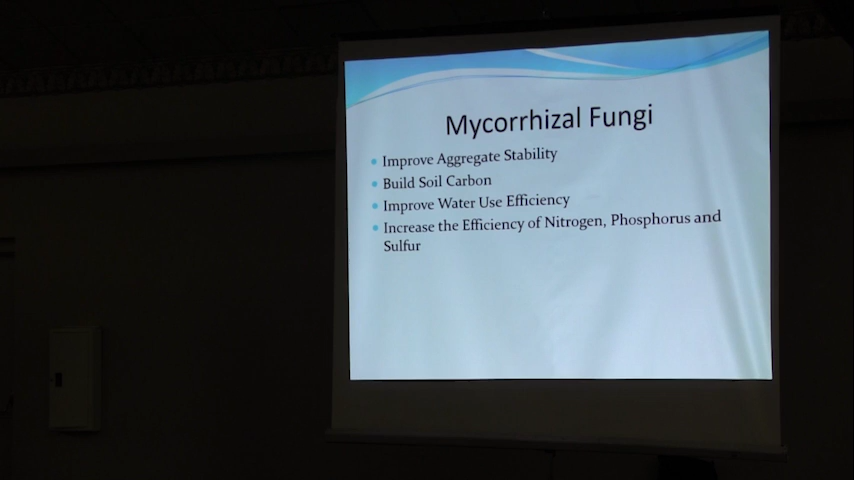 Mycorrhizal Fungi
Improve Aggregate Stability
Build Soil Carbon
Improve Water Use Efficiency
Increase the Efficiency of Nitrogen, Phosphorus and
Sulfur